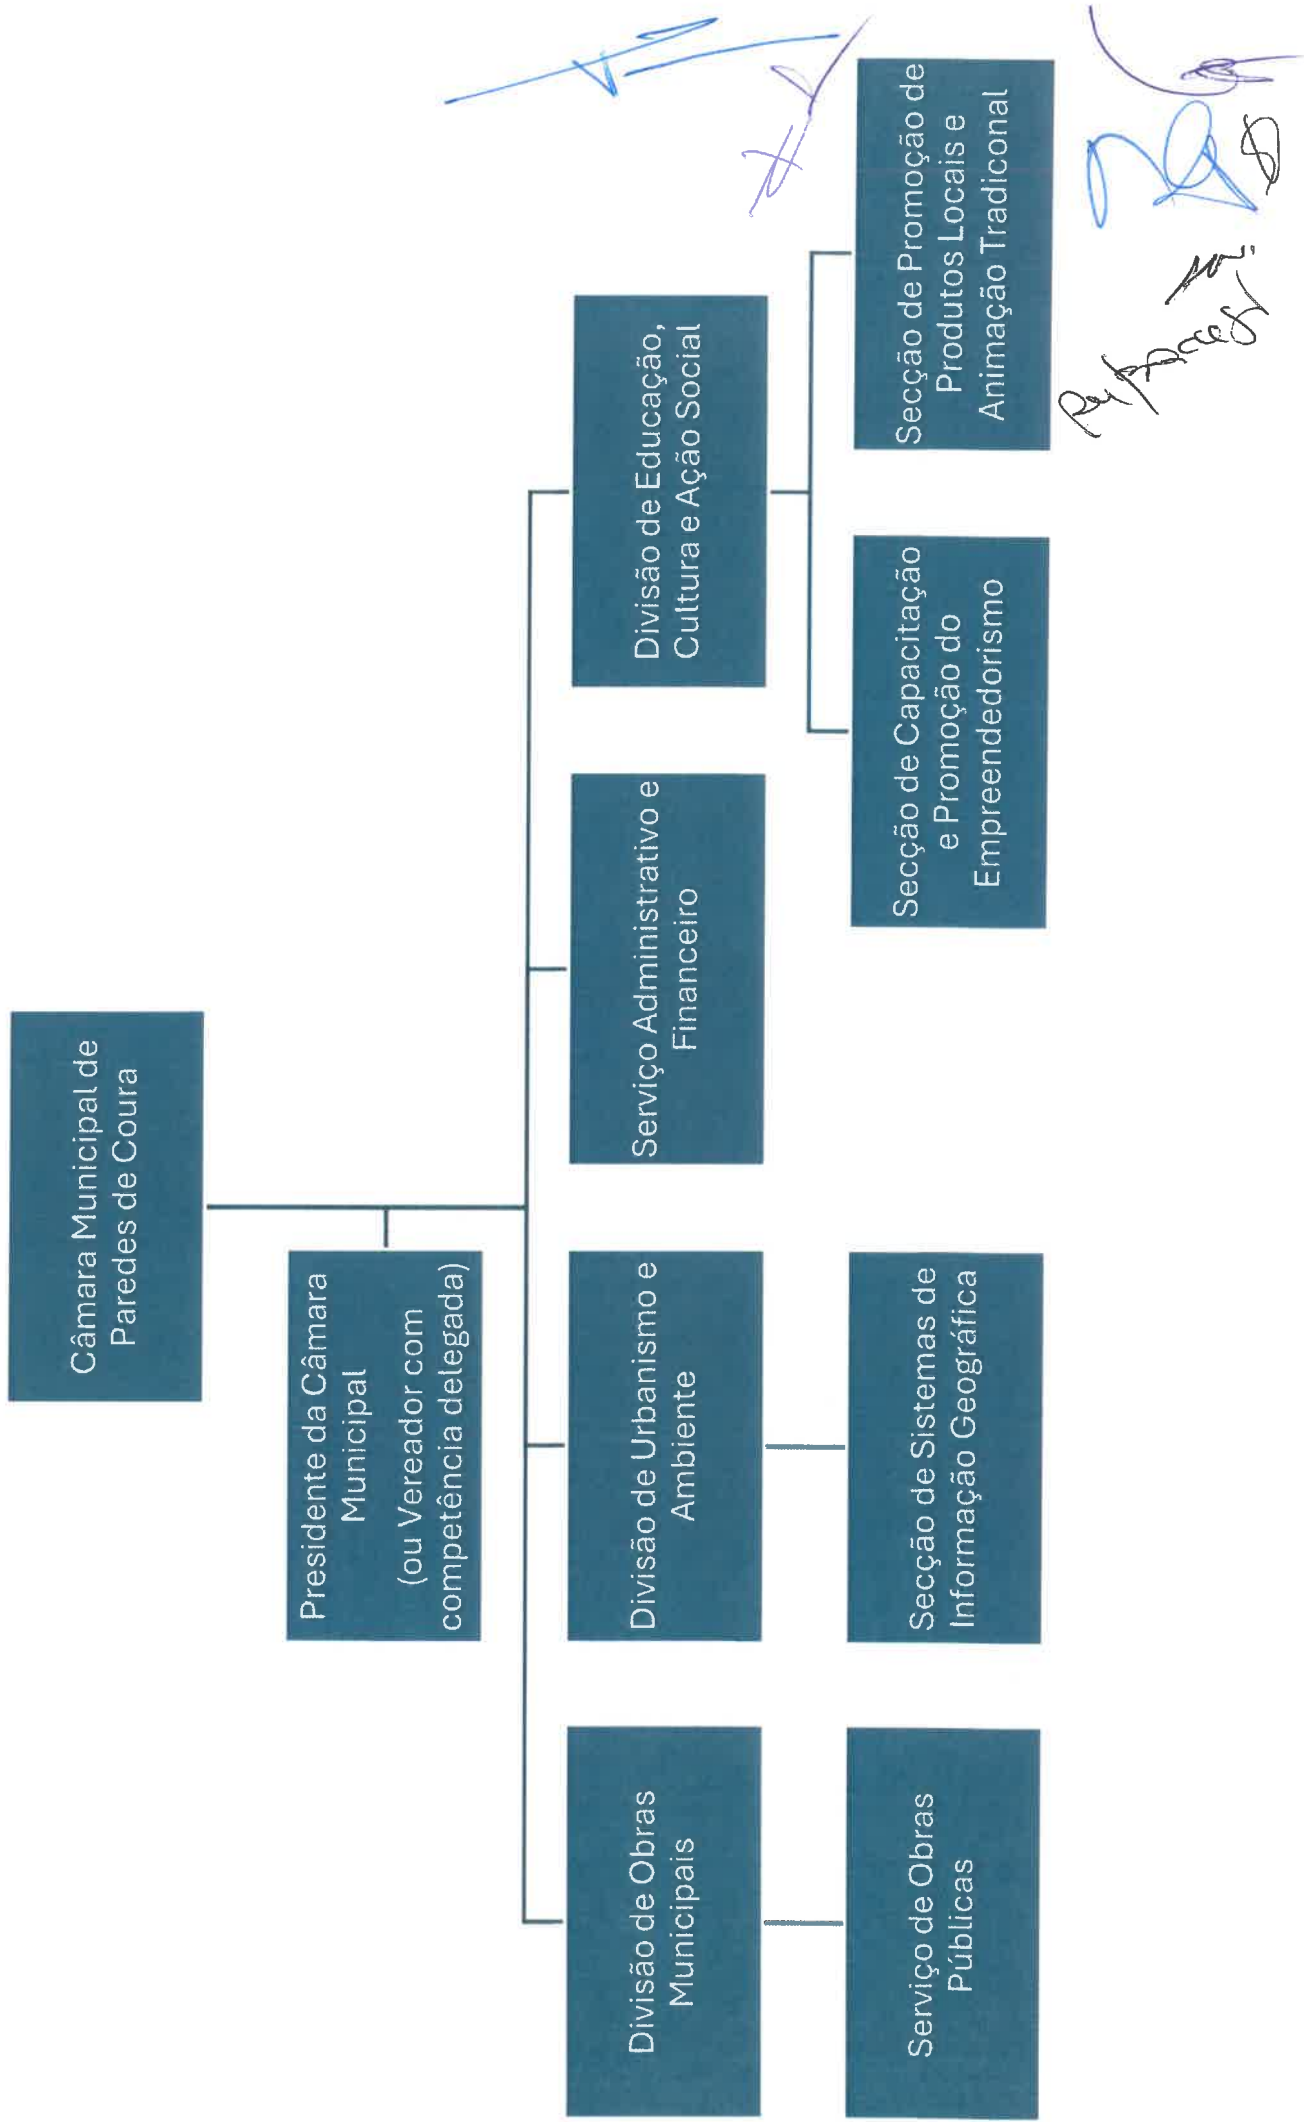 Câmara Municipal de
Paredes de Coura
Presidente da Câmara
Municipal
(ou Vereador com
competência delegada)
Divisão de Obras
Municipais
Divisão de Urbanismo e
Ambiente
Serviço Administrativo e
Financeiro
Divisão de Educação,
Cultura e Ação Social
Serviço de Obras
Públicas
Secção de Sistemas de
Informação Geográfica
Secção de Capacitação
e Promoção do
Empreendedorismo
Secção de Promoção de
Produtos Locais e
Animação Tradiconal